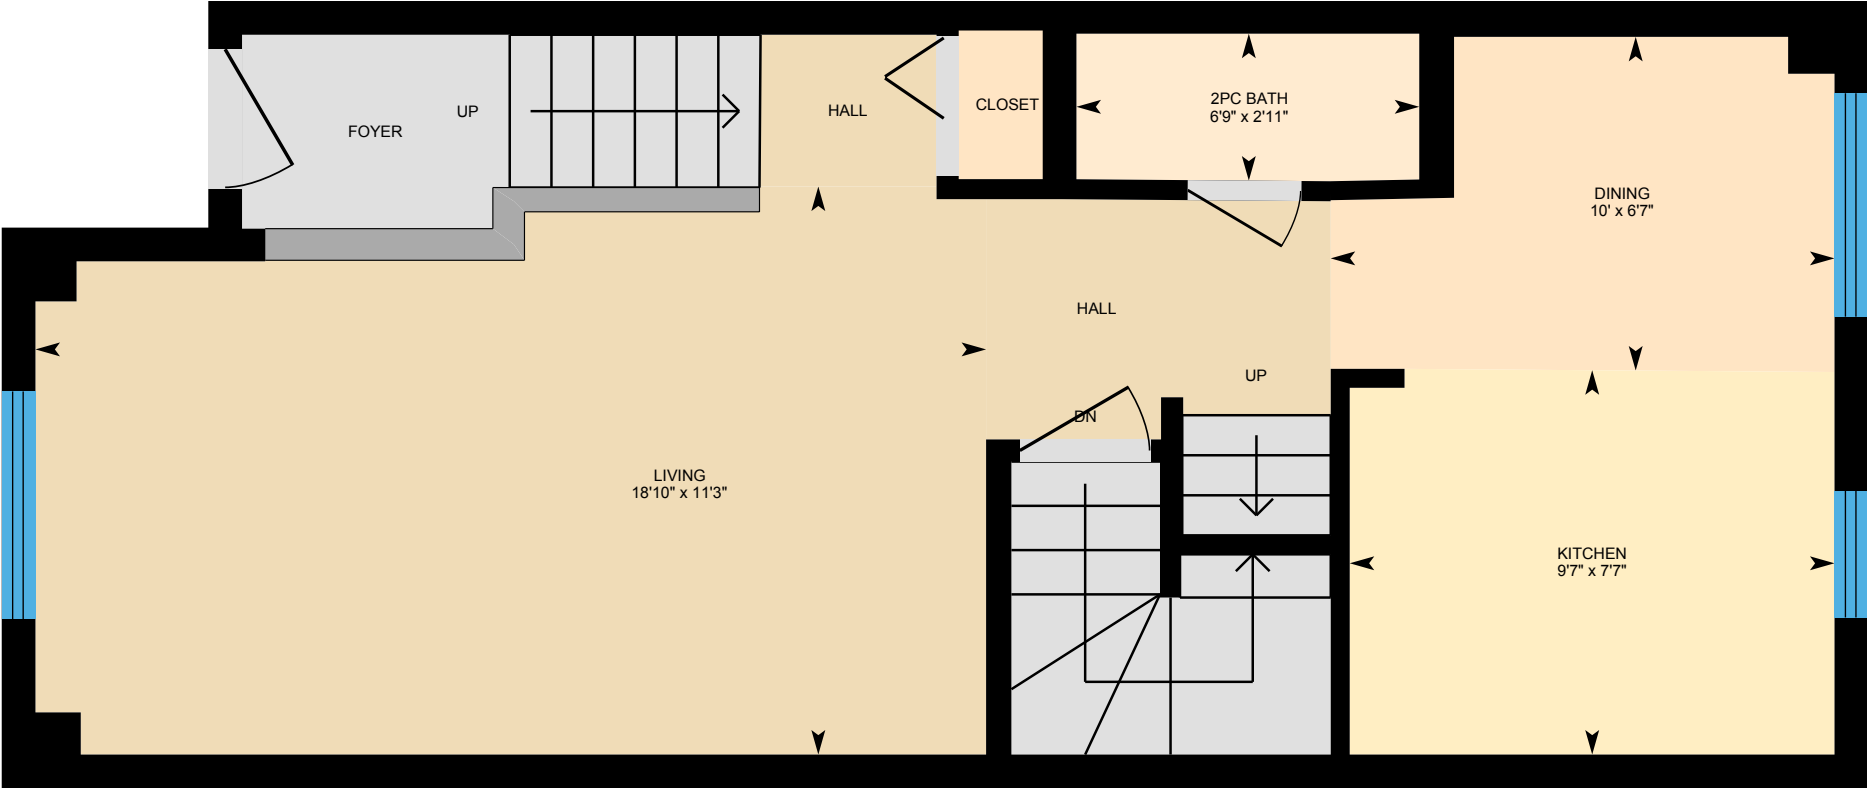 FOYER
UP
HALL
CLOSET
2PC BATH
6'9" x 2'11"
DINING
10' x 6'7"
HALL
UP
DN
LIVING
18'10" x 11'3"
KITCHEN
9'7" x 7'7"